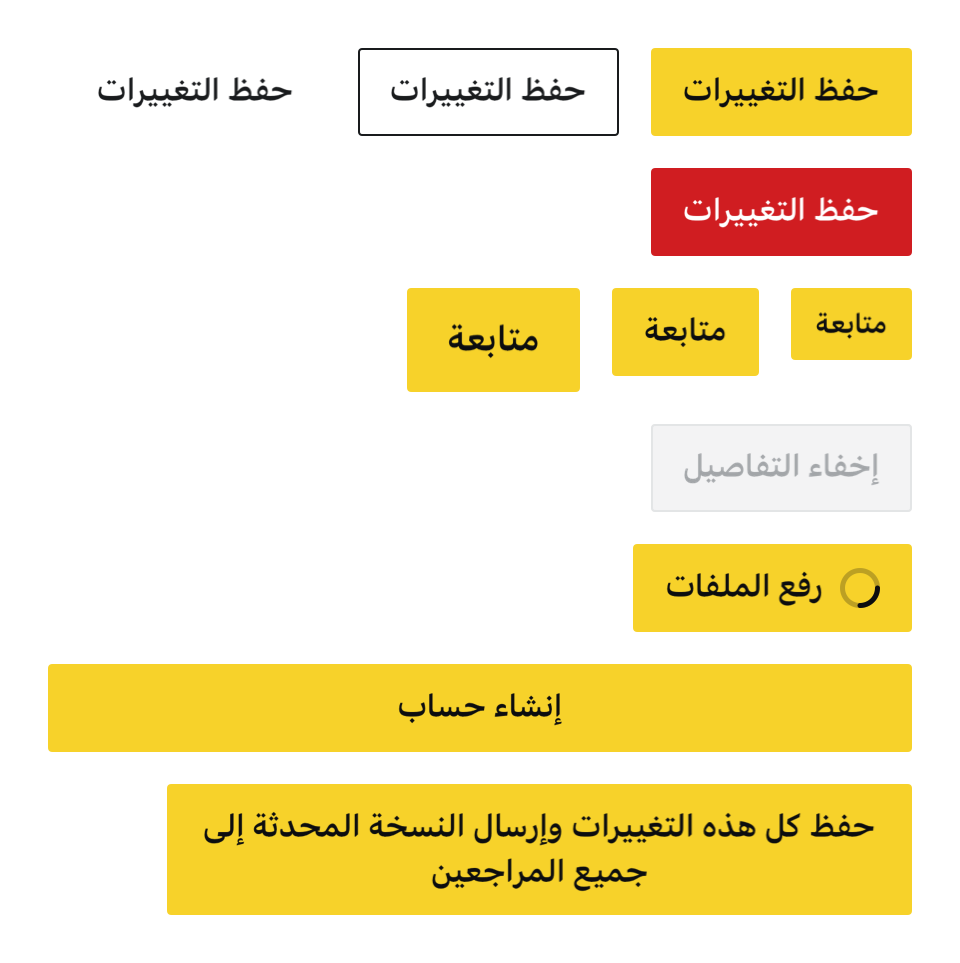 حفظ التغييرات
حفظ التغييرات
حفظ التغييرات
حفظ التغييرات
متابعة
متابعة
متابعة
إخفاء التفاصيل
رفع الملفات
إنشاء حساب
حفظ كل هذه التغييرات وإرسال النسخة المحدثة إلى
جميع المراجعين